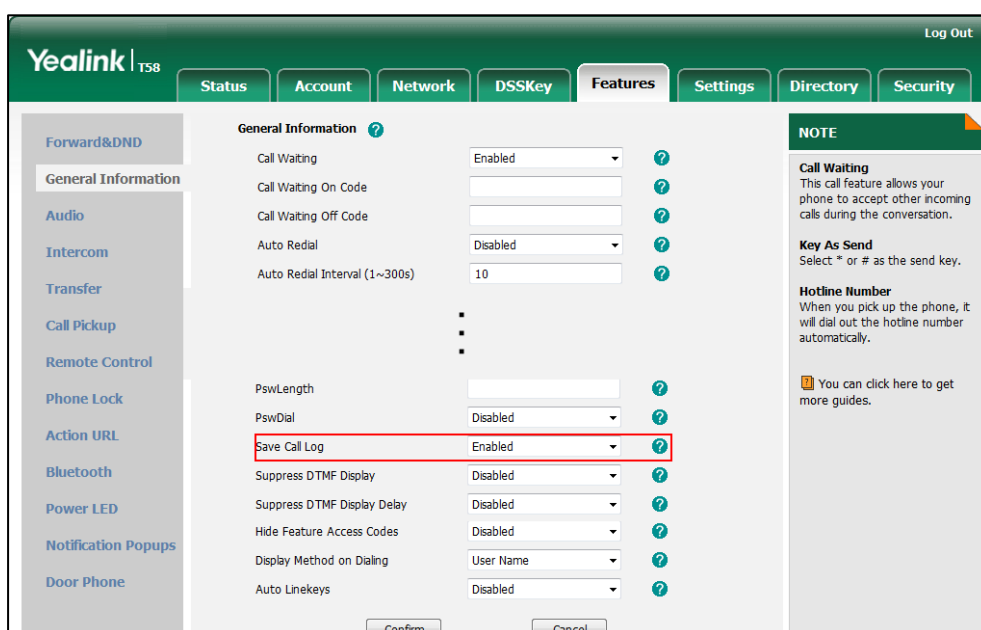 Log Out
Yealink | T58
Status Account Network DSSKey Features Settings Directory Security
Forward&DND
General Information
Audio
Intercom
Transfer
Call Pickup
Remote Control
Phone Lock
Action URL
Bluetooth
Power LED
Notification Popups
Door Phone
General Information ?
Call Waiting Enabled ?
Call Waiting On Code ?
Call Waiting Off Code ?
Auto Redial Disabled ?
Auto Redial Interval (1~300s) 10 ?
PswLength ?
PswDial Disabled ?
Save Call Log Enabled ?
Suppress DTMF Display Disabled ?
Suppress DTMF Display Delay Disabled ?
Hide Feature Access Codes Disabled ?
Display Method on Dialing User Name ?
Auto Linekeys Disabled ?
Confirm Cancel
NOTE
Call Waiting
This call feature allows your
phone to accept other incoming
calls during the conversation.
Key As Send
Select * or # as the send key.
Hotline Number
When you pick up the phone, it
will dial out the hotline number
automatically.
? You can click here to get
more guides.